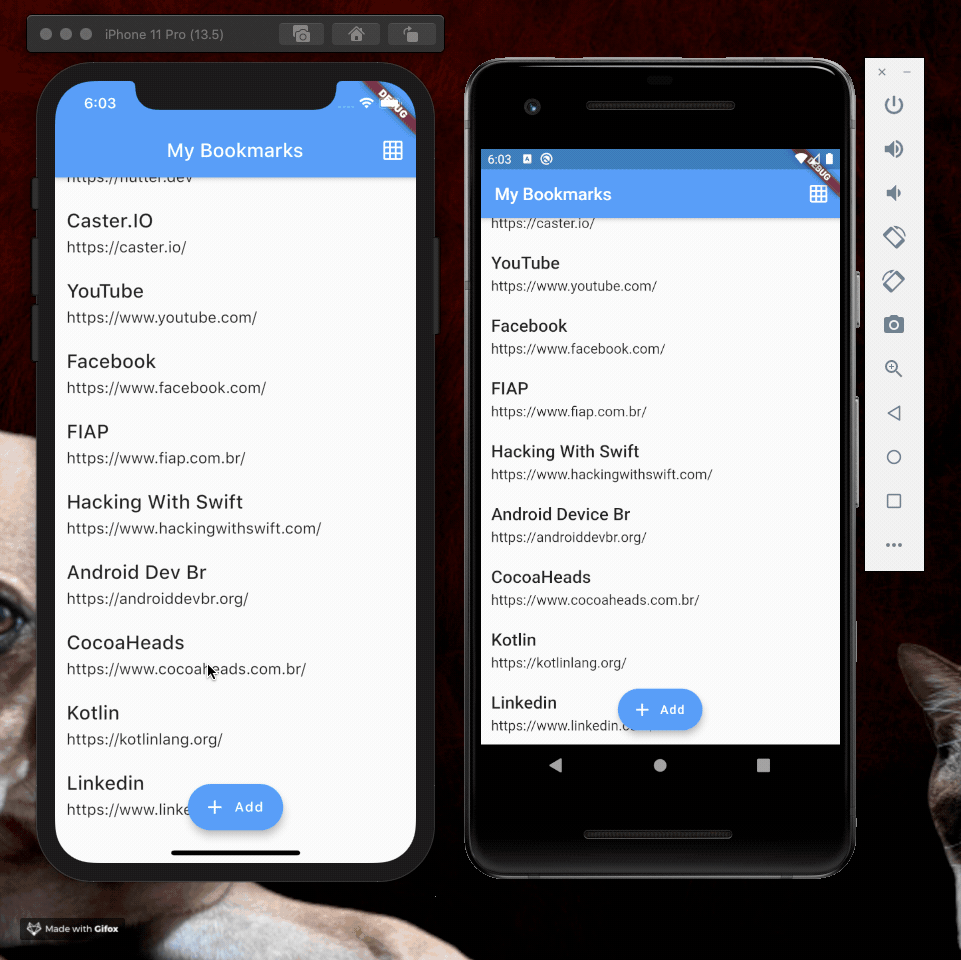 iPhone 11 Pro (13.5)
6:03
DEBUG
My Bookmarks
https://flutter.dev
Caster.IO
https://caster.io/
YouTube
https://www.youtube.com/
Facebook
https://www.facebook.com/
FIAP
https://www.fiap.com.br/
Hacking With Swift
https://www.hackingwithswift.com/
Android Dev Br
https://androiddevbr.org/
CocoaHeads
https://www.cocoaheads.com.br/
Kotlin
https://kotlinlang.org/
Linkedin
https://www.linke
+ Add
6:03
DEBUG
My Bookmarks
https://caster.io/
YouTube
https://www.youtube.com/
Facebook
https://www.facebook.com/
FIAP
https://www.fiap.com.br/
Hacking With Swift
https://www.hackingwithswift.com/
Android Device Br
https://androiddevbr.org/
CocoaHeads
https://www.cocoaheads.com.br/
Kotlin
https://kotlinlang.org/
Linkedin
https://www.linkedin.c
+ Add
Made with Gifox